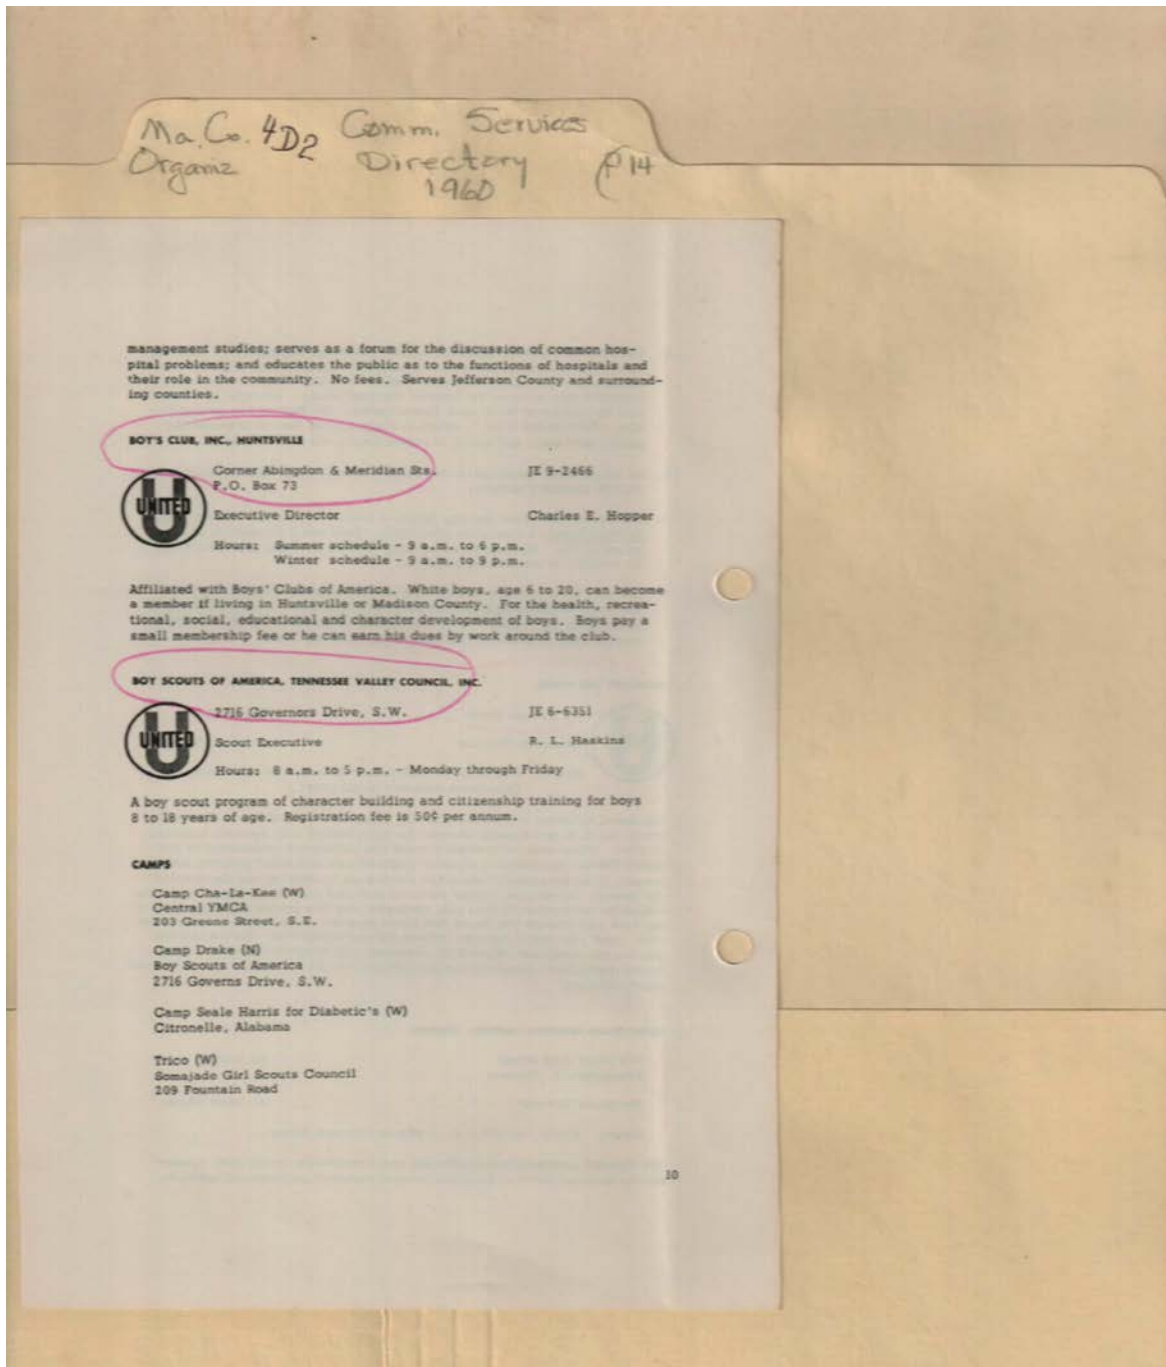 Ma. Co. 4D2 Comm. Services
Organiz Directory (P 14
1960
management studies; serves as a forum for the discussion of common hos-
pital problems; and educates the public as to the functions of hospitals and
their role in the community. No fees. Serves Jefferson County and surround-
ing counties.
BOY'S CLUB, INC., HUNTSVILLE
Corner Abingdon & Meridian Sts. JE 9-2466
P.O. Box 73
UNITED
Executive Director Charles E. Hopper
Hours: Summer schedule - 9 a.m. to 6 p.m.
Winter schedule - 9 a.m. to 9 p.m.
Affiliated with Boys' Clubs of America. White boys, age 6 to 20, can become
a member if living in Huntsville or Madison County. For the health, recrea-
tional, social, educational and character development of boys. Boys pay a
small membership fee or he can earn his dues by work around the club.
BOY SCOUTS OF AMERICA, TENNESSEE VALLEY COUNCIL, INC.
2716 Governors Drive, S.W. JE 6-6351
UNITED
Scout Executive R. L. Haskins
Hours: 8 a.m. to 5 p.m. - Monday through Friday
A boy scout program of character building and citizenship training for boys
8 to 18 years of age. Registration fee is 50¢ per annum.
CAMPS
Camp Cha-La-Kee (W)
Central YMCA
203 Greene Street, S.E.
Camp Drake (N)
Boy Scouts of America
2716 Governs Drive, S.W.
Camp Seale Harris for Diabetic's (W)
Citronelle, Alabama
Trico (W)
Somajade Girl Scouts Council
209 Fountain Road
10